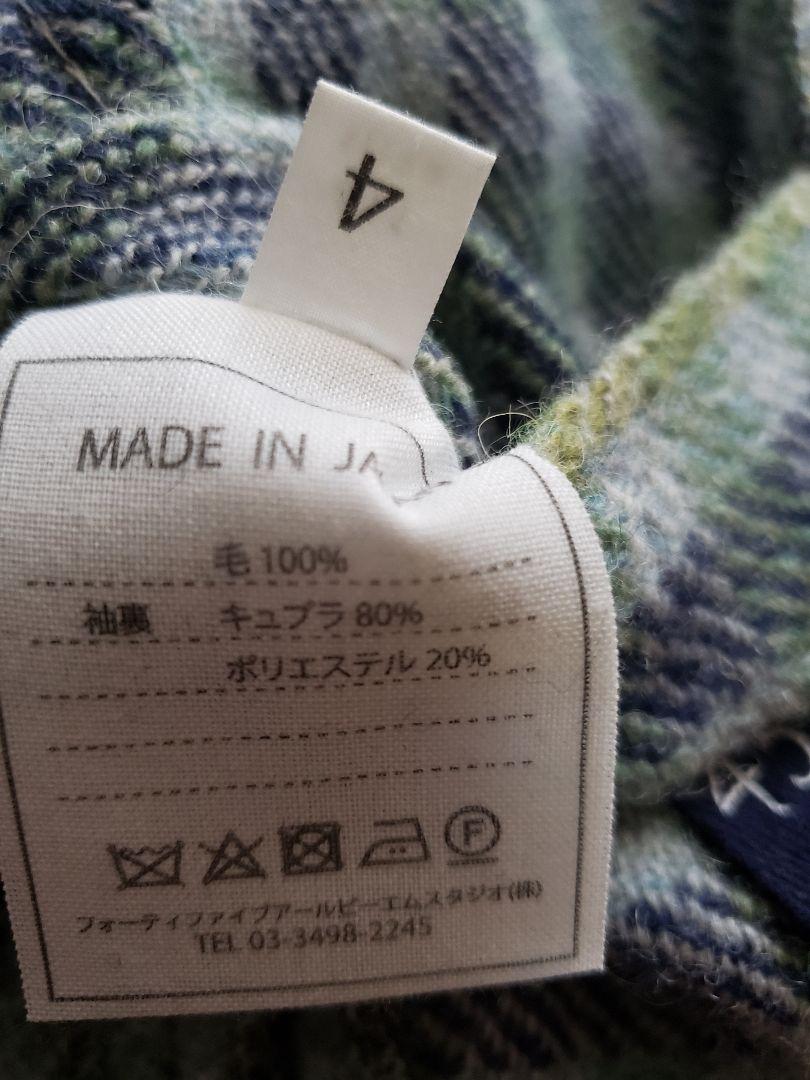 4
MADE IN JA
毛 100%
袖裏 キュプラ 80%
ポリエステル 20%
F
フォーティファイブアールピーエムスタジオ(株)
TEL 03-3498-2245